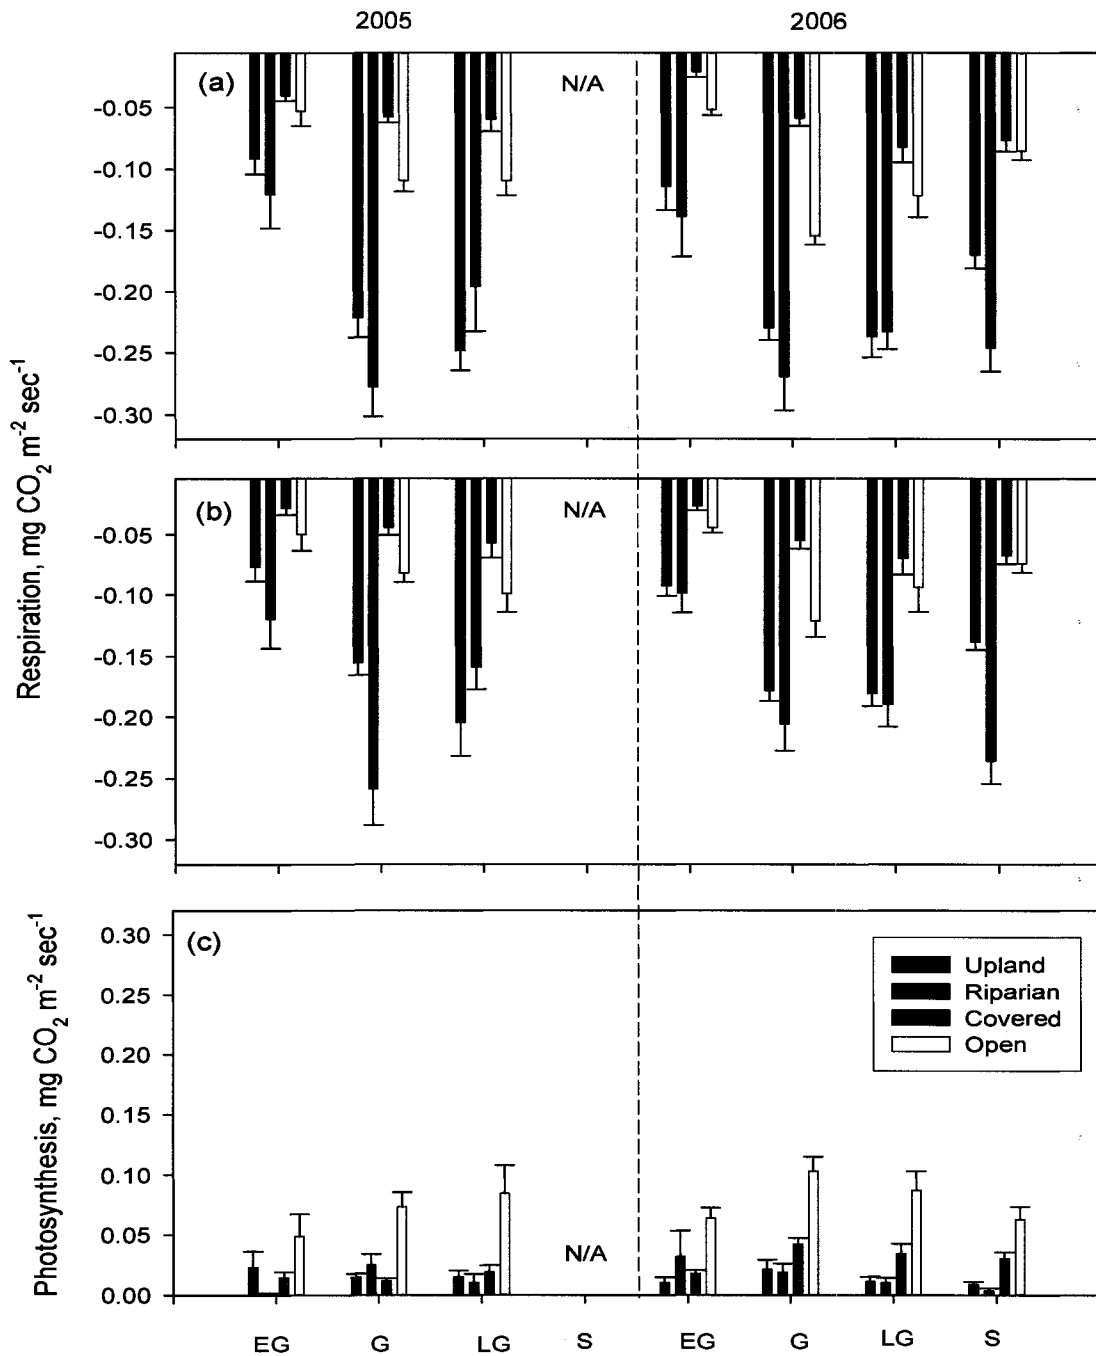 2005 2006
(a) N/A
-0.05
-0.10
-0.15
-0.20
-0.25
-0.30
Respiration, mg CO2 m-2 sec-1
(b) N/A
-0.05
-0.10
-0.15
-0.20
-0.25
-0.30
Photosynthesis, mg CO2 m-2 sec-1
(c)
0.30
0.25
0.20
0.15
0.10
0.05
0.00
Upland
Riparian
Covered
Open
N/A
EG G LG S EG G LG S